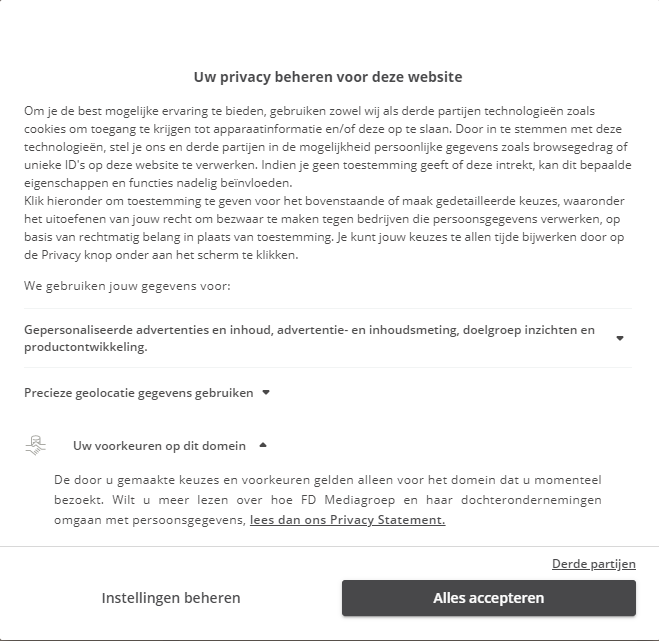 Uw privacy beheren voor deze website
Om je de best mogelijke ervaring te bieden, gebruiken zowel wij als derde partijen technologieën zoals
cookies om toegang te krijgen tot apparaatinformatie en/of deze op te slaan. Door in te stemmen met deze
technologieën, stel je ons en derde partijen in de mogelijkheid persoonlijke gegevens zoals browsegedrag of
unieke ID's op deze website te verwerken. Indien je geen toestemming geeft of deze intrekt, kan dit bepaalde
eigenschappen en functies nadelig beïnvloeden.
Klik hieronder om toestemming te geven voor het bovenstaande of maak gedetailleerde keuzes, waaronder
het uitoefenen van jouw recht om bezwaar te maken tegen bedrijven die persoonsgegevens verwerken, op
basis van rechtmatig belang in plaats van toestemming. Je kunt jouw keuzes te allen tijde bijwerken door op
de Privacy knop onder aan het scherm te klikken.
We gebruiken jouw gegevens voor:
Gepersonaliseerde advertenties en inhoud, advertentie- en inhoudsmeting, doelgroep inzichten en
productontwikkeling.
Precieze geolocatie gegevens gebruiken
Uw voorkeuren op dit domein
De door u gemaakte keuzes en voorkeuren gelden alleen voor het domein dat u momenteel
bezoekt. Wilt u meer lezen over hoe FD Mediagroep en haar dochterondernemingen
omgaan met persoonsgegevens, lees dan ons Privacy Statement.
Derde partijen
Instellingen beheren
Alles accepteren